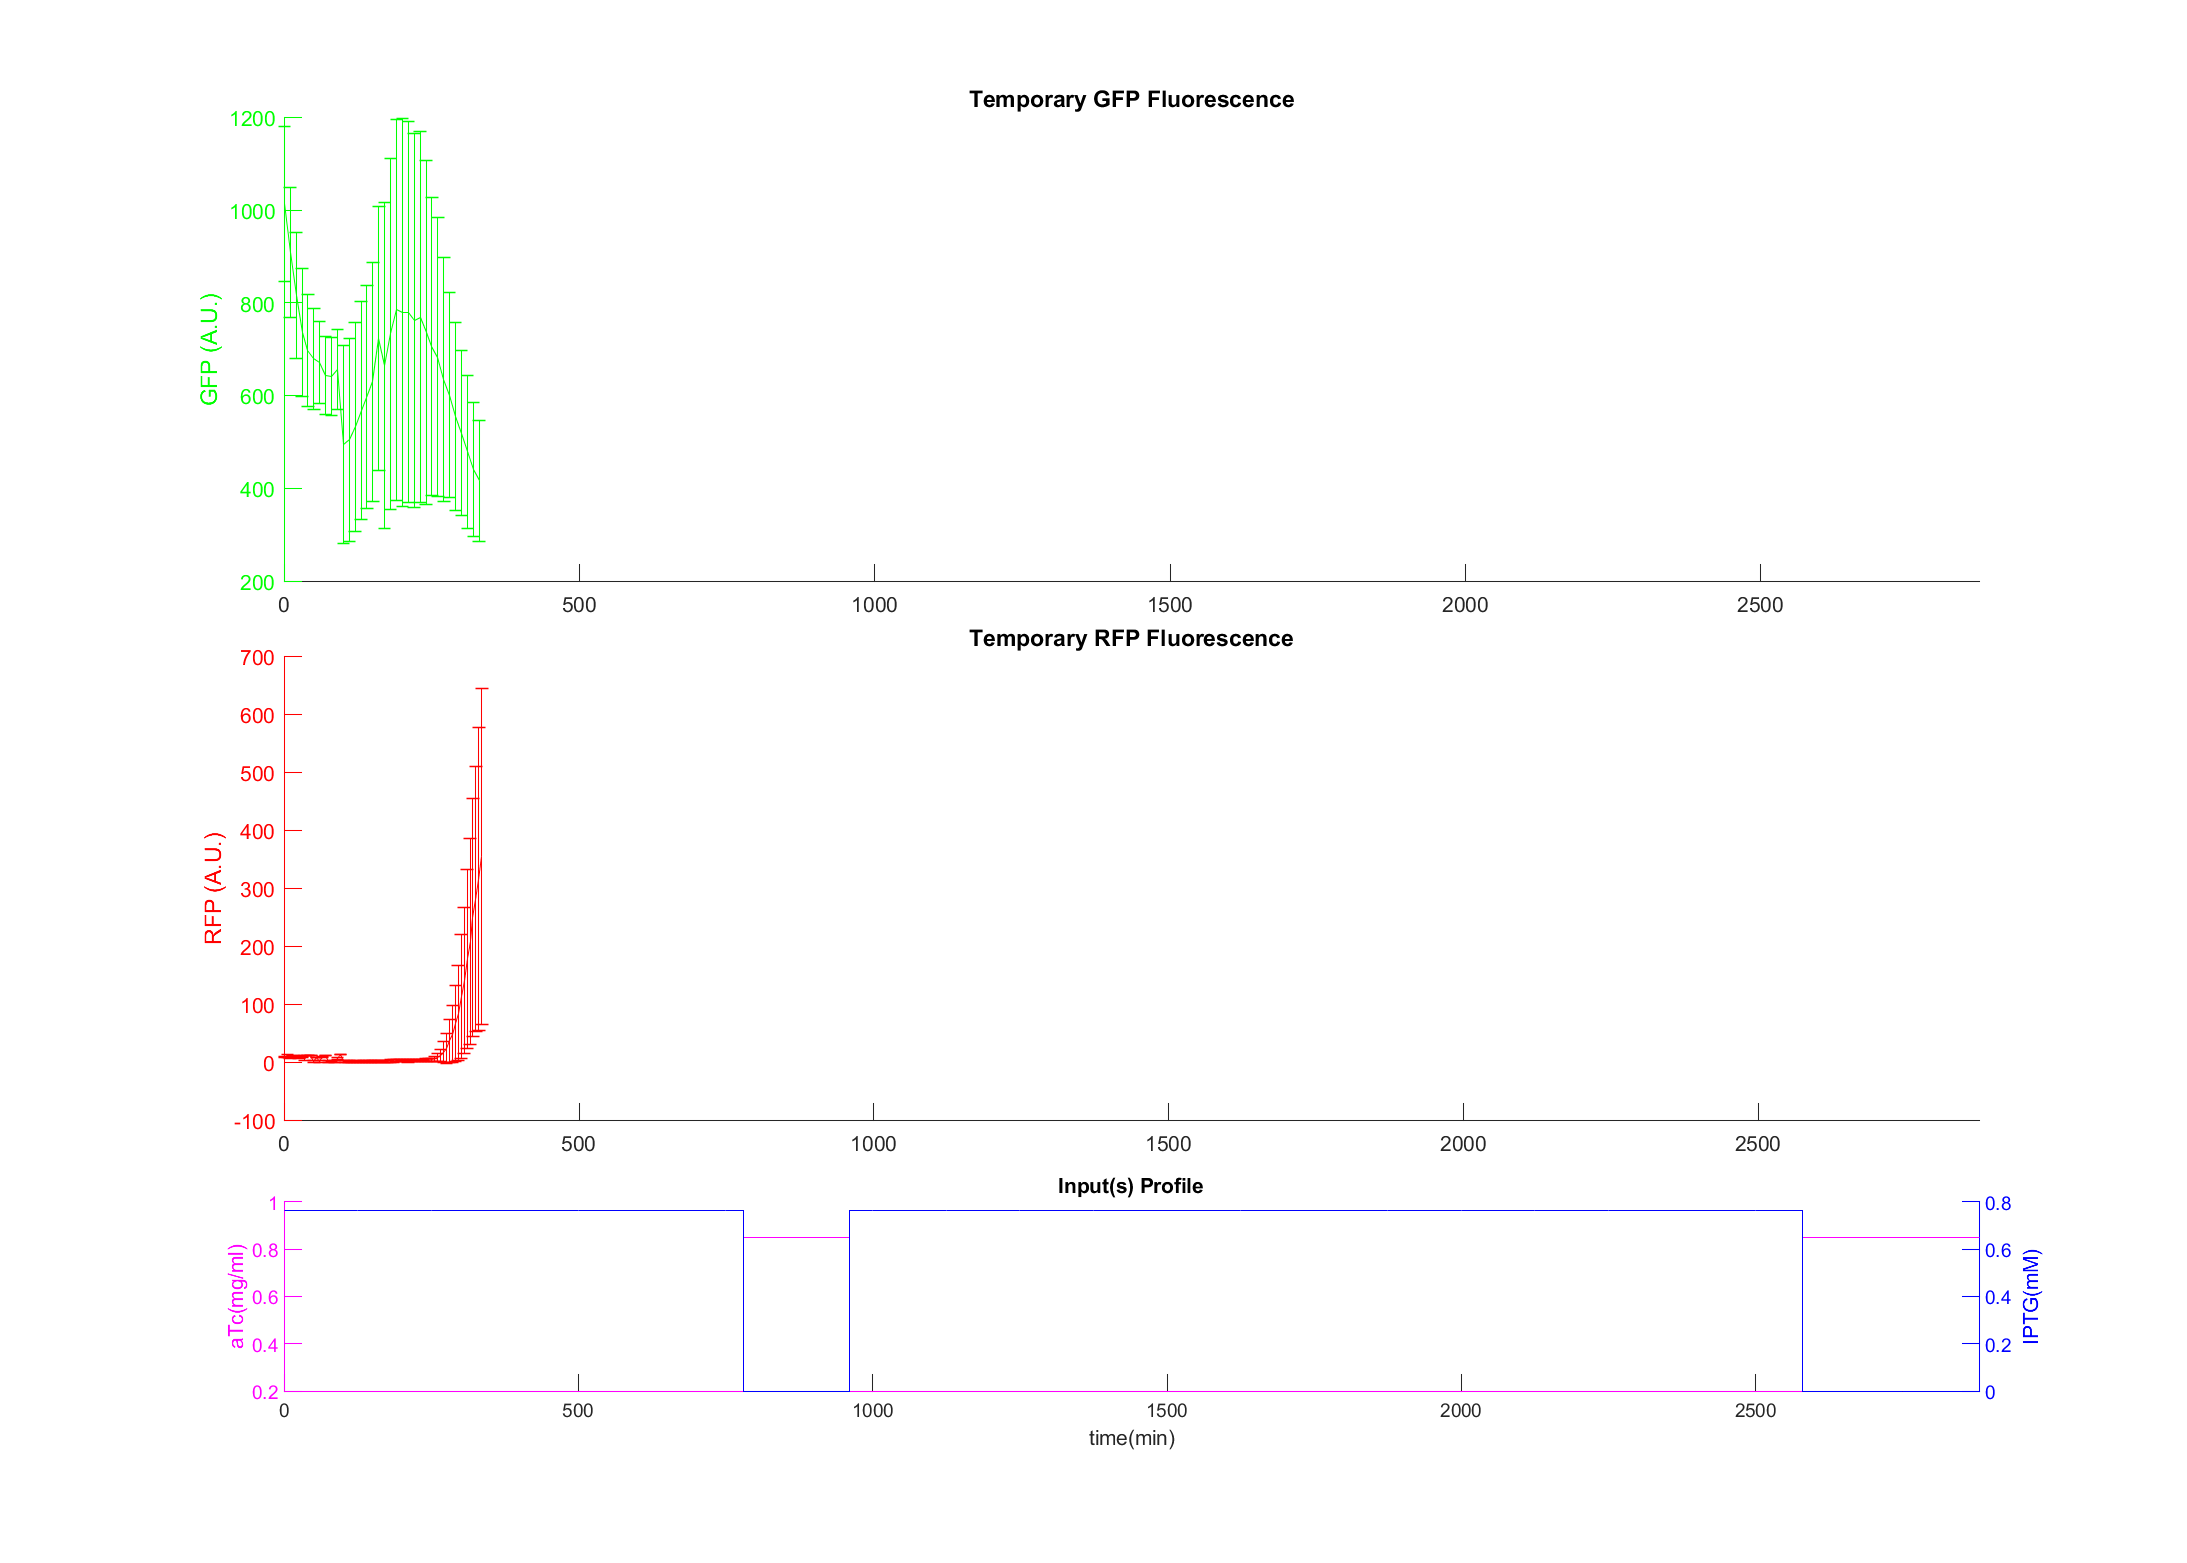 Temporary GFP Fluorescence
1200
1000
800
600
400
200
GFP (A.U.)
0 500 1000 1500 2000 2500
Temporary RFP Fluorescence
700
600
500
400
300
200
100
0
-100
RFP (A.U.)
0 500 1000 1500 2000 2500
Input(s) Profile
1
0.8
0.6
0.4
0.2
aTc(mg/ml)
0.8
0.6
0.4
0.2
0
IPTG(mM)
0 500 1000 1500 2000 2500
time(min)